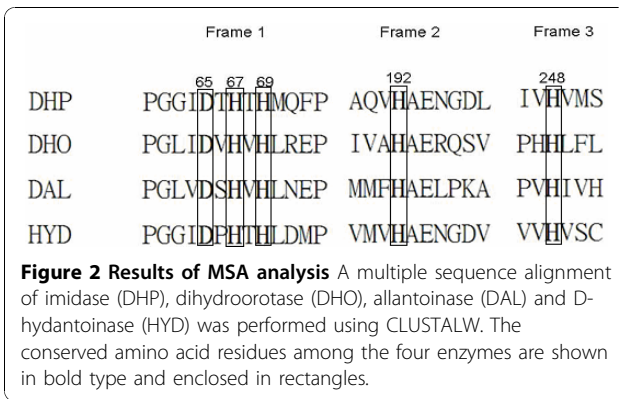 Frame 1 Frame 2 Frame 3
65 67 69 192 248
DHP PGGIDTHTHMQFP AQVHAENGDL IVHVMS
DHO PGLIDVHVHLREP IVAHAERQSV PHHLFL
DAL PGLVDSHVHLNEP MMFHAELPKA PVHIVH
HYD PGGIDPHTHLDMP VMVHAENGDV VVHVSC
Figure 2 Results of MSA analysis A multiple sequence alignment
of imidase (DHP), dihydroorotase (DHO), allantoinase (DAL) and D-
hydantoinase (HYD) was performed using CLUSTALW. The
conserved amino acid residues among the four enzymes are shown
in bold type and enclosed in rectangles.